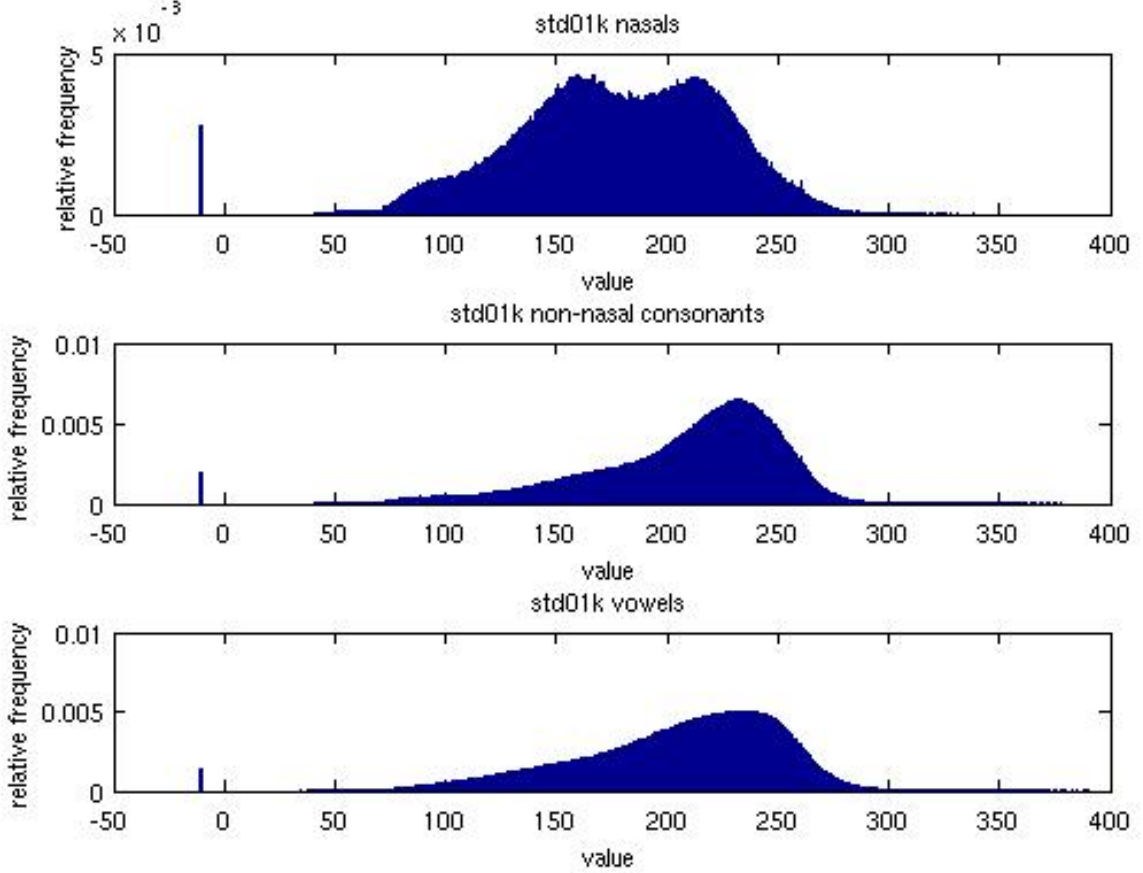 -3
x 10
std01k nasals
relative frequency
5
0
-50 0 50 100 150 200 250 300 350 400
value
std01k non-nasal consonants
relative frequency
0.01
0.005
0
-50 0 50 100 150 200 250 300 350 400
value
std01k vowels
relative frequency
0.01
0.005
0
-50 0 50 100 150 200 250 300 350 400
value